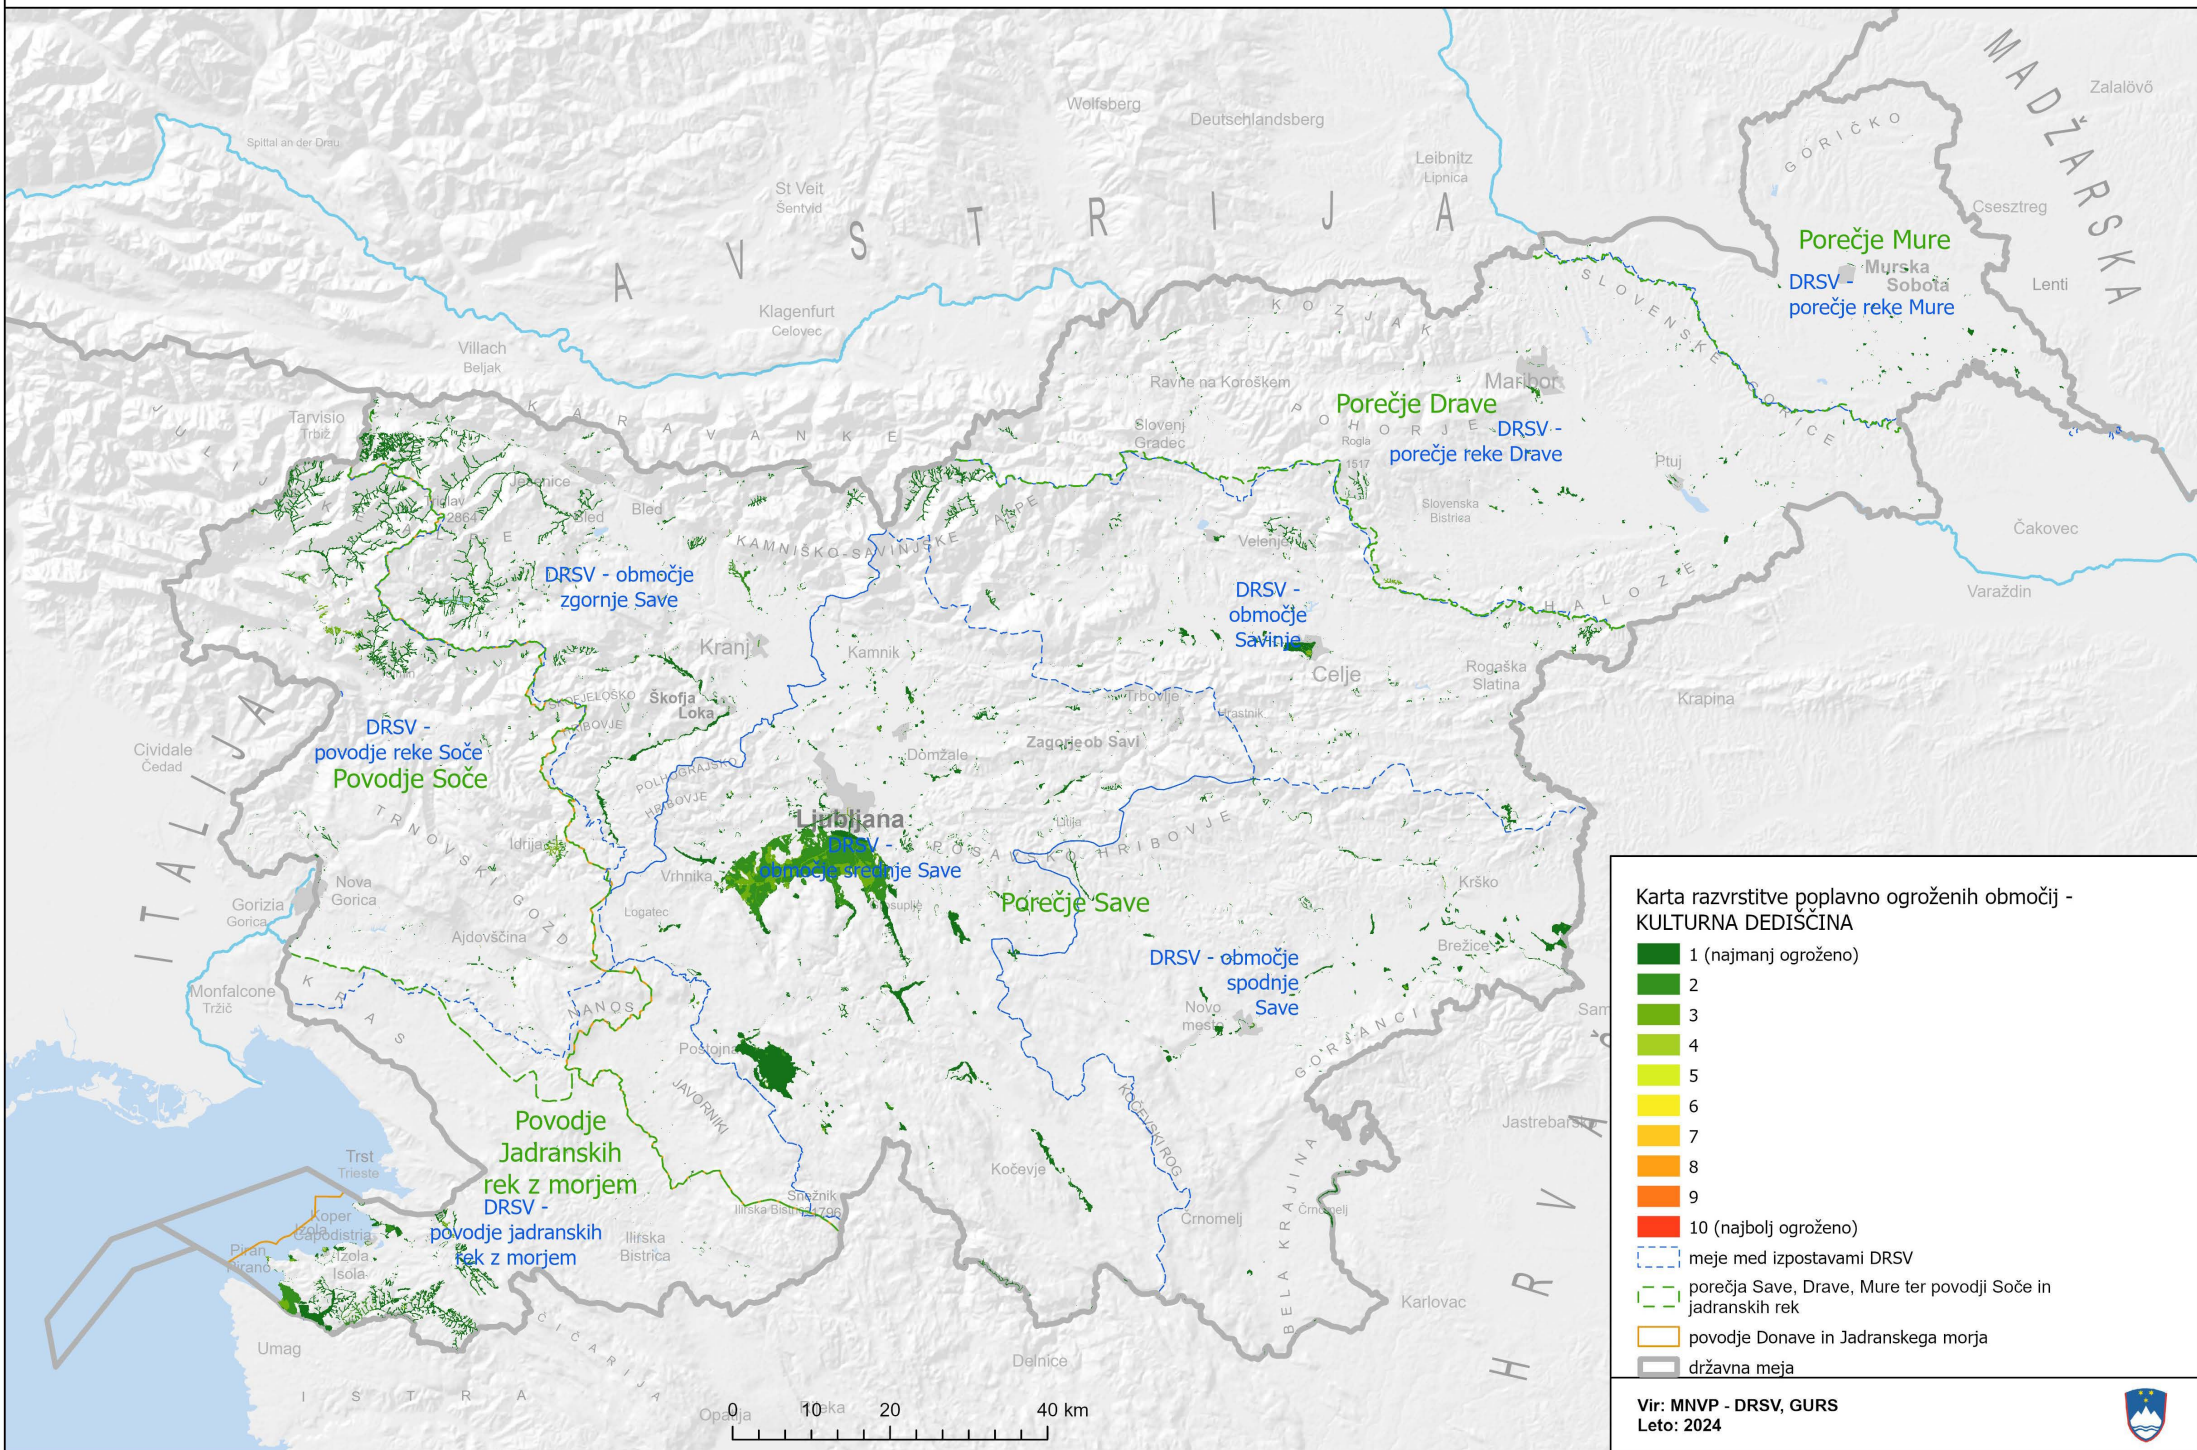 Wolfsberg
Deutschlandsberg
Spittal an der Drau
St Veit
Šentvid
Leibnitz
Lipnica
AVSTRIJA
MADŽARSKA
Zalalövő
GORIČKO
Csesztreg
Porečje Mure
Murska
Sobota
DRSV -
porečje reke Mure
Lenti
Klagenfurt
Celovec
Villach
Beljak
KOZJAK
SLOVENSKE GORICE
Ravne na Koroškem
Maribor
Porečje Drave
POHORJE
DRSV -
porečje reke Drave
Rogla
1517
Tarvisio
Trbiž
KARAVANKE
Slovenj
Gradec
Ptuj
Slovenska
Bistrica
Jesenice
Triglav
2864
Bled
Bled
KAMNIŠKO-SAVINJSKE
ALPE
Velenje
Čakovec
Varaždin
HALOZE
DRSV - območje
zgornje Save
DRSV -
območje
Savinje
Kranj
Kamnik
Celje
Rogaška
Slatina
Krapina
ŠKOFJELOŠKO
HRIBOVJE
Škofja
Loka
Trbovlje
Hrastnik
Zagorje ob Savi
DRSV -
povodje reke Soče
Povodje Soče
Cividale
Čedad
ITALIJA
POLHOGRAJSKO
HRIBOVJE
Domžale
Ljubljana
DRSV -
območje srednje Save
Litija
POSAVSKO HRIBOVJE
TRNOVSKI GOZD
Idrija
Vrhnika
Nova
Gorica
Gorizia
Gorica
Logatec
Porečje Save
Krško
Ajdovščina
Brežice
DRSV - območje
spodnje
Save
KRAS
Monfalcone
Tržič
NANOS
Novo
mesto
GORJANCI
Postojna
JAVORNIKI
KOČEVSKI ROG
Povodje
Jadranskih
rek z morjem
DRSV -
povodje jadranskih
rek z morjem
Trst
Trieste
Kočevje
Jastrebarsko
Snežnik
1796
Ilirska Bistrica
Koper
Capodistria
Izola
Piran
Pirano
Izola
Isola
Ilirska
Bistrica
Črnomelj
Črnomelj
BELA KRAJINA
HRVAŠKA
Karlovac
Umag
ČIČARIJA
ISTRA
Delnice
Opatija
Rijeka
0 10 20 40 km
Karta razvrstitve poplavno ogroženih območij -
KULTURNA DEDIŠČINA
1 (najmanj ogroženo)
2
3
4
5
6
7
8
9
10 (najbolj ogroženo)
meje med izpostavami DRSV
porečja Save, Drave, Mure ter povodji Soče in
jadranskih rek
povodje Donave in Jadranskega morja
državna meja
Vir: MNVP - DRSV, GURS
Leto: 2024